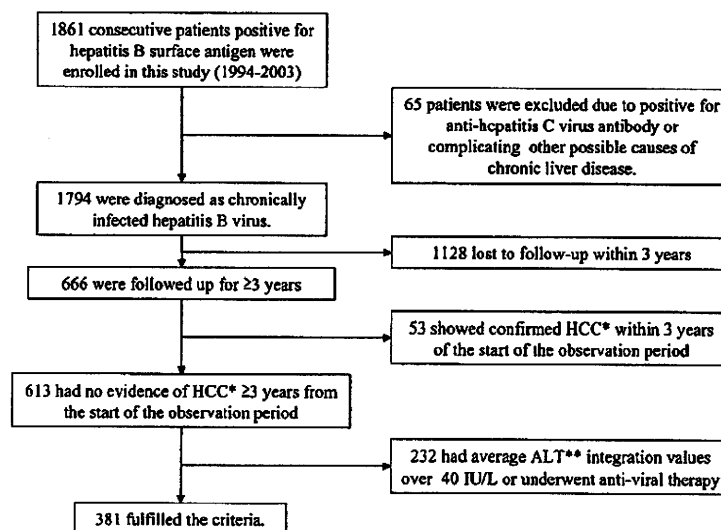 1861 consecutive patients positive for
hepatitis B surface antigen were
enrolled in this study (1994-2003)
65 patients were excluded due to positive for
anti-hepatitis C virus antibody or
complicating other possible causes of
chronic liver disease.
1794 were diagnosed as chronically
infected hepatitis B virus.
1128 lost to follow-up within 3 years
666 were followed up for ≥3 years
53 showed confirmed HCC* within 3 years
of the start of the observation period
613 had no evidence of HCC* ≥3 years from
the start of the observation period
232 had average ALT** integration values
over 40 IU/L or underwent anti-viral therapy
381 fulfilled the criteria.